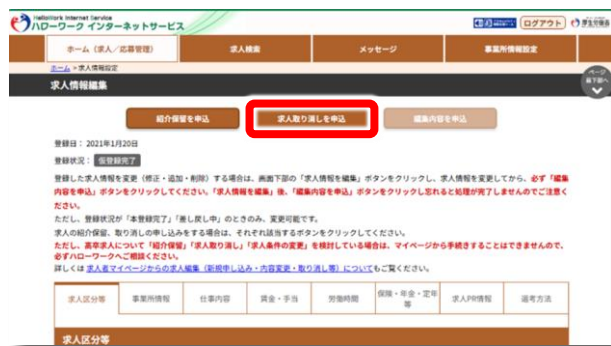 HelloWork Internet Service
ハローワーク インターネットサービス
ログアウト
厚生労働省
ホーム（求人／応募管理）
求人検索
メッセージ
事業所情報設定
ホーム > 求人情報設定
ページ
最下部へ
求人情報編集
紹介保留を申込
求人取り消しを申込
編集内容を申込
登録日： 2021年1月20日
登録状況： 仮登録完了
登録した求人情報を変更（修正・追加・削除）する場合は、画面下部の「求人情報を編集」ボタンをクリックし、求人情報を変更してから、必ず「編集
内容を申込」ボタンをクリックしてください。「求人情報を編集」後、「編集内容を申込」ボタンをクリックし忘れると処理が完了しませんのでご注意く
ださい。
ただし、登録状況が「本登録完了」「差し戻し中」のときのみ、変更可能です。
求人の紹介保留、取り消しの申し込みをする場合は、それぞれ該当するボタンをクリックしてください。
ただし、高卒求人について「紹介保留」「求人取り消し」「求人条件の変更」を検討している場合は、マイページから手続きすることはできませんので、
必ずハローワークへご相談ください。
詳しくは 求人者マイページからの求人編集（新規申し込み・内容変更・取り消し等）について もご覧ください。
求人区分等
事業所情報
仕事内容
賃金・手当
労働時間
保険・年金・定年
等
求人PR情報
選考方法
求人区分等